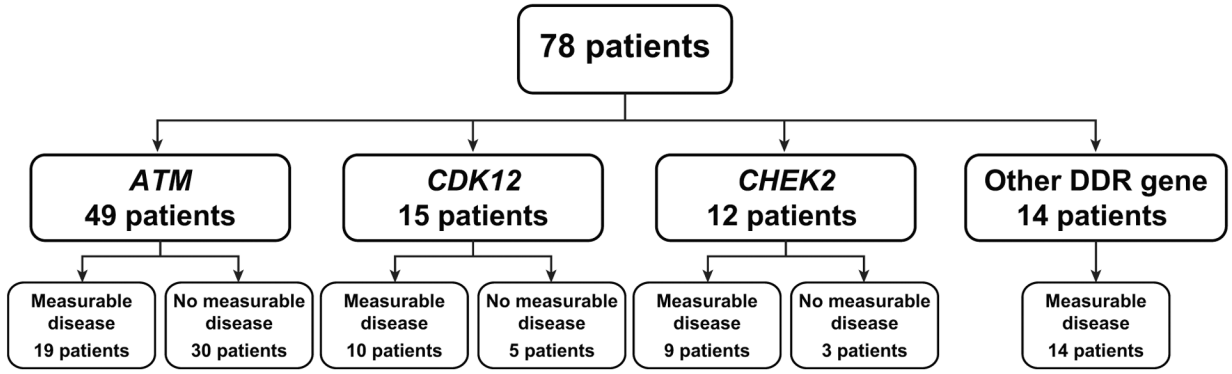 78 patients
ATM
49 patients
CDK12
15 patients
CHEK2
12 patients
Other DDR gene
14 patients
Measurable
disease
19 patients
No measurable
disease
30 patients
Measurable
disease
10 patients
No measurable
disease
5 patients
Measurable
disease
9 patients
No measurable
disease
3 patients
Measurable
disease
14 patients